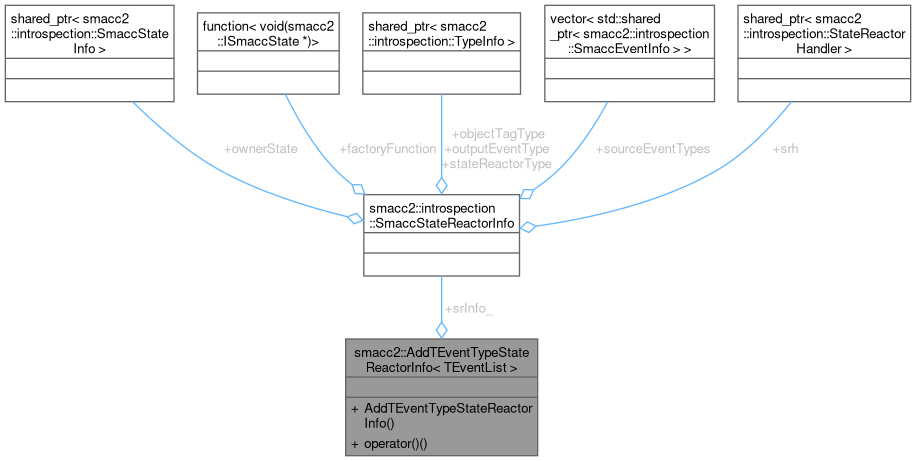 shared_ptr< smacc2
::introspection::SmaccState
Info >
function< void(smacc2
::ISmaccState *)>
shared_ptr< smacc2
::introspection::TypeInfo >
vector< std::shared
_ptr< smacc2::introspection
::SmaccEventInfo > >
shared_ptr< smacc2
::introspection::StateReactor
Handler >
+ownerState
+factoryFunction
+objectTagType
+outputEventType
+stateReactorType
+sourceEventTypes
+srh
smacc2::introspection
::SmaccStateReactorInfo
+srInfo_
smacc2::AddTEventTypeState
ReactorInfo< TEventList >
+ AddTEventTypeStateReactor
Info()
+ operator()()